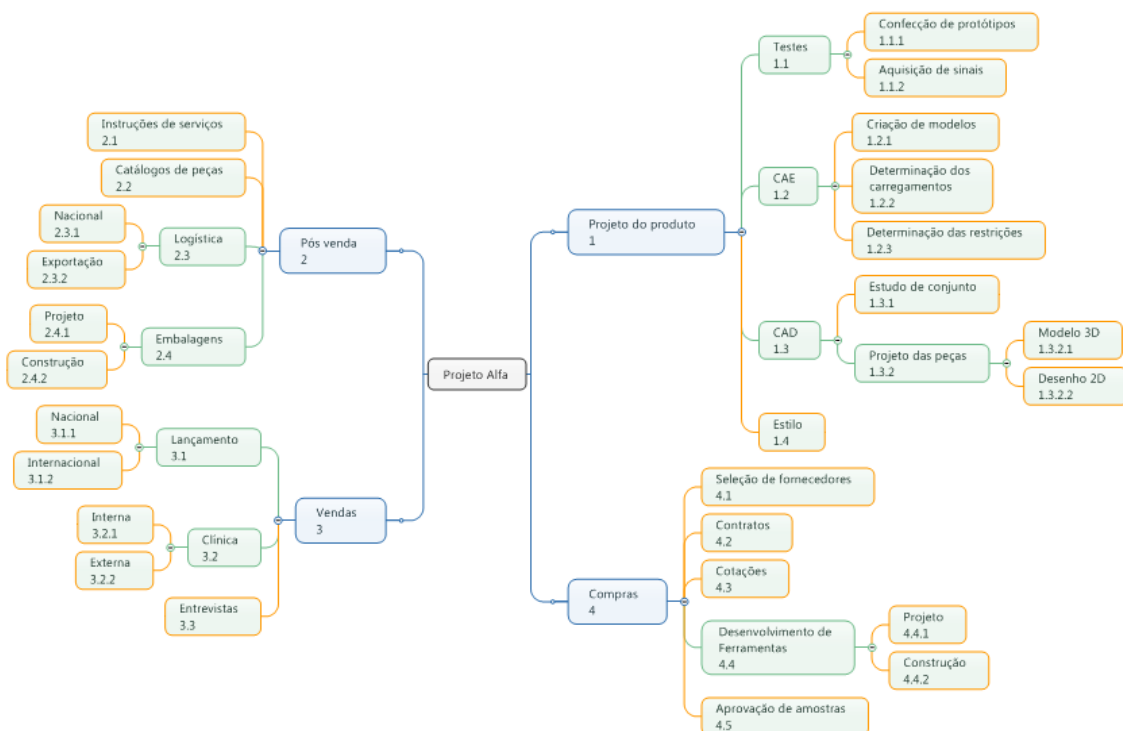 Projeto Alfa
Projeto do produto
1
Testes
1.1
Confecção de protótipos
1.1.1
Aquisição de sinais
1.1.2
CAE
1.2
Criação de modelos
1.2.1
Determinação dos
carregamentos
1.2.2
Determinação das restrições
1.2.3
CAD
1.3
Estudo de conjunto
1.3.1
Projeto das peças
1.3.2
Modelo 3D
1.3.2.1
Desenho 2D
1.3.2.2
Estilo
1.4
Pós venda
2
Instruções de serviços
2.1
Catálogos de peças
2.2
Logística
2.3
Nacional
2.3.1
Exportação
2.3.2
Embalagens
2.4
Projeto
2.4.1
Construção
2.4.2
Vendas
3
Lançamento
3.1
Nacional
3.1.1
Internacional
3.1.2
Clínica
3.2
Interna
3.2.1
Externa
3.2.2
Entrevistas
3.3
Compras
4
Seleção de fornecedores
4.1
Contratos
4.2
Cotações
4.3
Desenvolvimento de
Ferramentas
4.4
Projeto
4.4.1
Construção
4.4.2
Aprovação de amostras
4.5